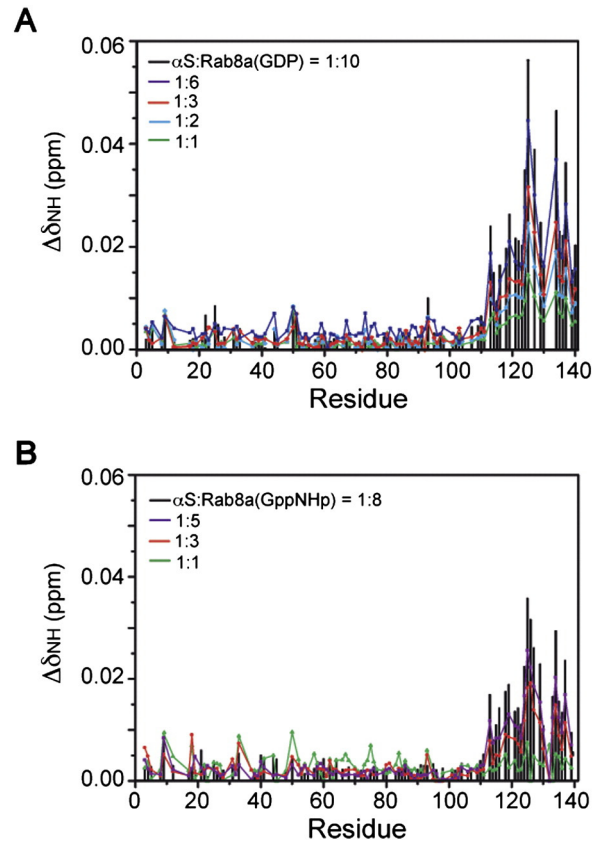 A
0.06
0.04
0.02
0.00
ΔδNH (ppm)
αS:Rab8a(GDP) = 1:10
1:6
1:3
1:2
1:1
0 20 40 60 80 100 120 140
Residue
B
0.06
0.04
0.02
0.00
ΔδNH (ppm)
αS:Rab8a(GppNHp) = 1:8
1:5
1:3
1:1
0 20 40 60 80 100 120 140
Residue